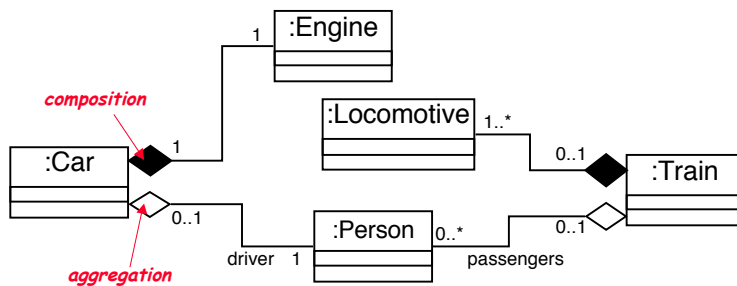 :Engine
1
composition
:Locomotive
1..*
1
:Car
0..1
:Train
0..1
:Person
0..*
0..1
driver
1
passengers
aggregation